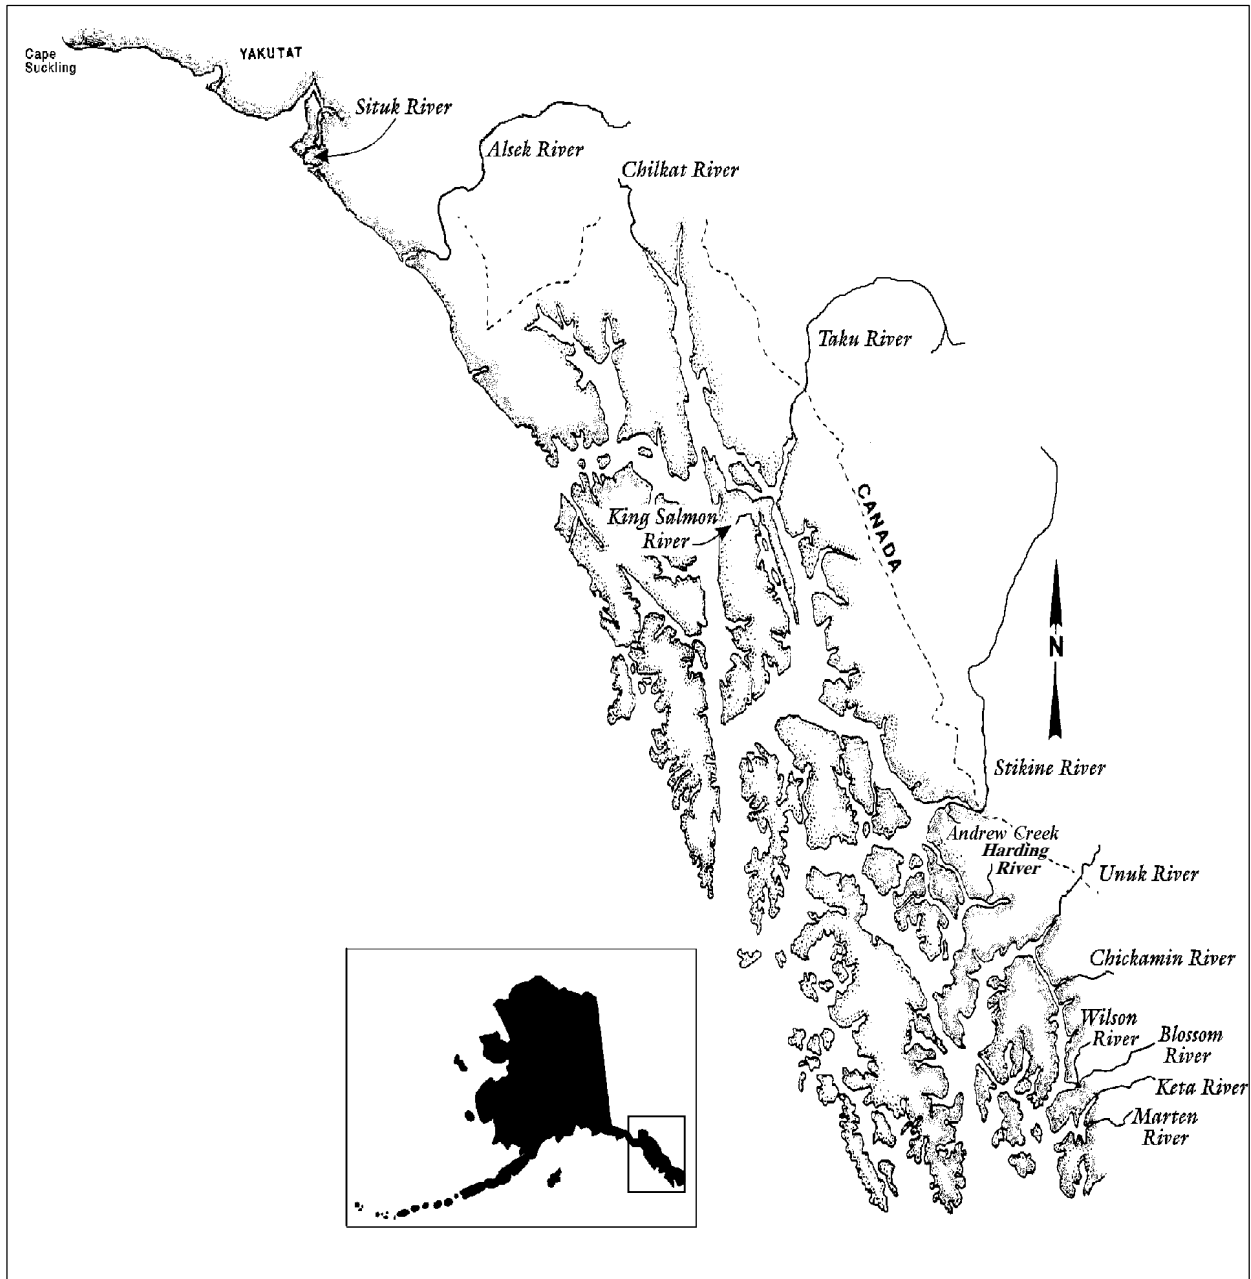 Cape
Suckling
YAKUTAT
Situk River
Alsek River
Chilkat River
Taku River
King Salmon
River
CANADA
N
Stikine River
Andrew Creek
Harding
River
Unuk River
Chickamin River
Wilson
River
Blossom
River
Keta River
Marten
River